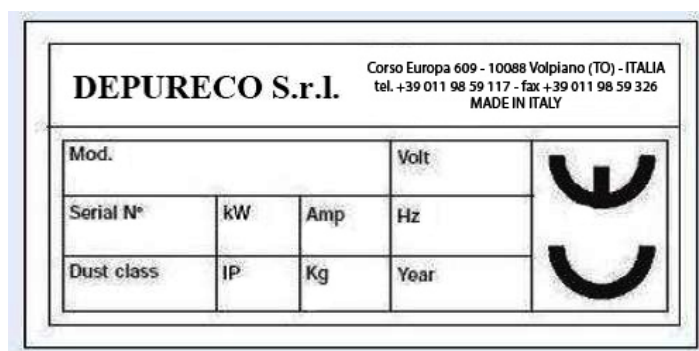 DEPURECO S.r.l.
Corso Europa 609 - 10088 Volpiano (TO) - ITALIA
tel. +39 011 98 59 117 - fax +39 011 98 59 326
MADE IN ITALY
Mod. Volt
Serial N° kW Amp Hz
Dust class IP Kg Year
CE